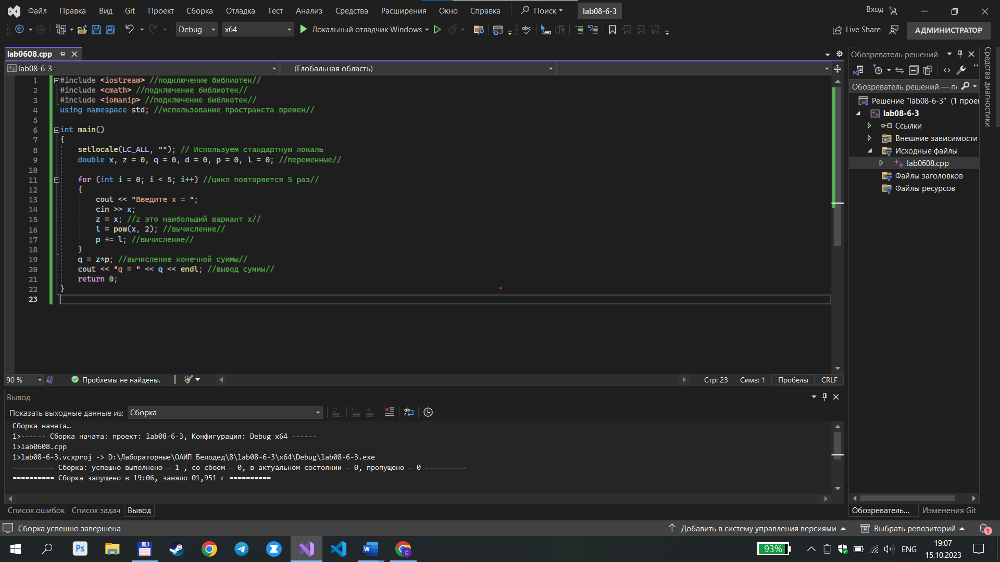 Файл Правка Вид Git Проект Сборка Отладка Тест Анализ Средства Расширения Окно Справка Поиск lab08-6-3 Вход
Debug x64 Локальный отладчик Windows Live Share АДМИНИСТРАТОР
lab0608.cpp
lab08-6-3 (Глобальная область)
1 #include <iostream> //подключение библиотек//
2 #include <cmath> //подключение библиотек//
3 #include <iomanip> //подключение библиотек//
4 using namespace std; //использование пространста времен//
5
6 int main()
7 {
8 setlocale(LC_ALL, ""); // Используем стандартную локаль
9 double x, z = 0, q = 0, d = 0, p = 0, l = 0; //переменные//
10
11 for (int i = 0; i < 5; i++) //цикл повторяется 5 раз//
12 {
13 cout << "Введите x = ";
14 cin >> x;
15 z = x; //z это наибольший вариант x//
16 l = pow(x, 2); //вычисление//
17 p += l; //вычисление//
18 }
19 q = z*p; //вычисление конечной суммы//
20 cout << "q = " << q << endl; //вывод суммы//
21 return 0;
22 }
23
90 % Проблемы не найдены. Стр: 23 Симв: 1 Пробелы CRLF
Вывод
Показать выходные данные из: Сборка
Сборка начата…
1>------ Сборка начата: проект: lab08-6-3, Конфигурация: Debug x64 ------
1>lab0608.cpp
1>lab08-6-3.vcxproj -> D:\Лабораторные\ОАИП Белодед\8\lab08-6-3\x64\Debug\lab08-6-3.exe
========== Сборка: успешно выполнено — 1 , со сбоем — 0, в актуальном состоянии — 0, пропущено — 0 ==========
========== Сборка запущено в 19:06, заняло 01,951 с ==========
Список ошибок Список задач Вывод
Обозреватель решений
Обозреватель решений — п
Решение "lab08-6-3" (1 прое
lab08-6-3
Ссылки
Внешние зависимости
Исходные файлы
lab0608.cpp
Файлы заголовков
Файлы ресурсов
Обозреватель... Изменения Git
Средства диагностики
Сборка успешно завершена Добавить в систему управления версиями Выбрать репозиторий 1
Ps 93% ENG 19:07
15.10.2023